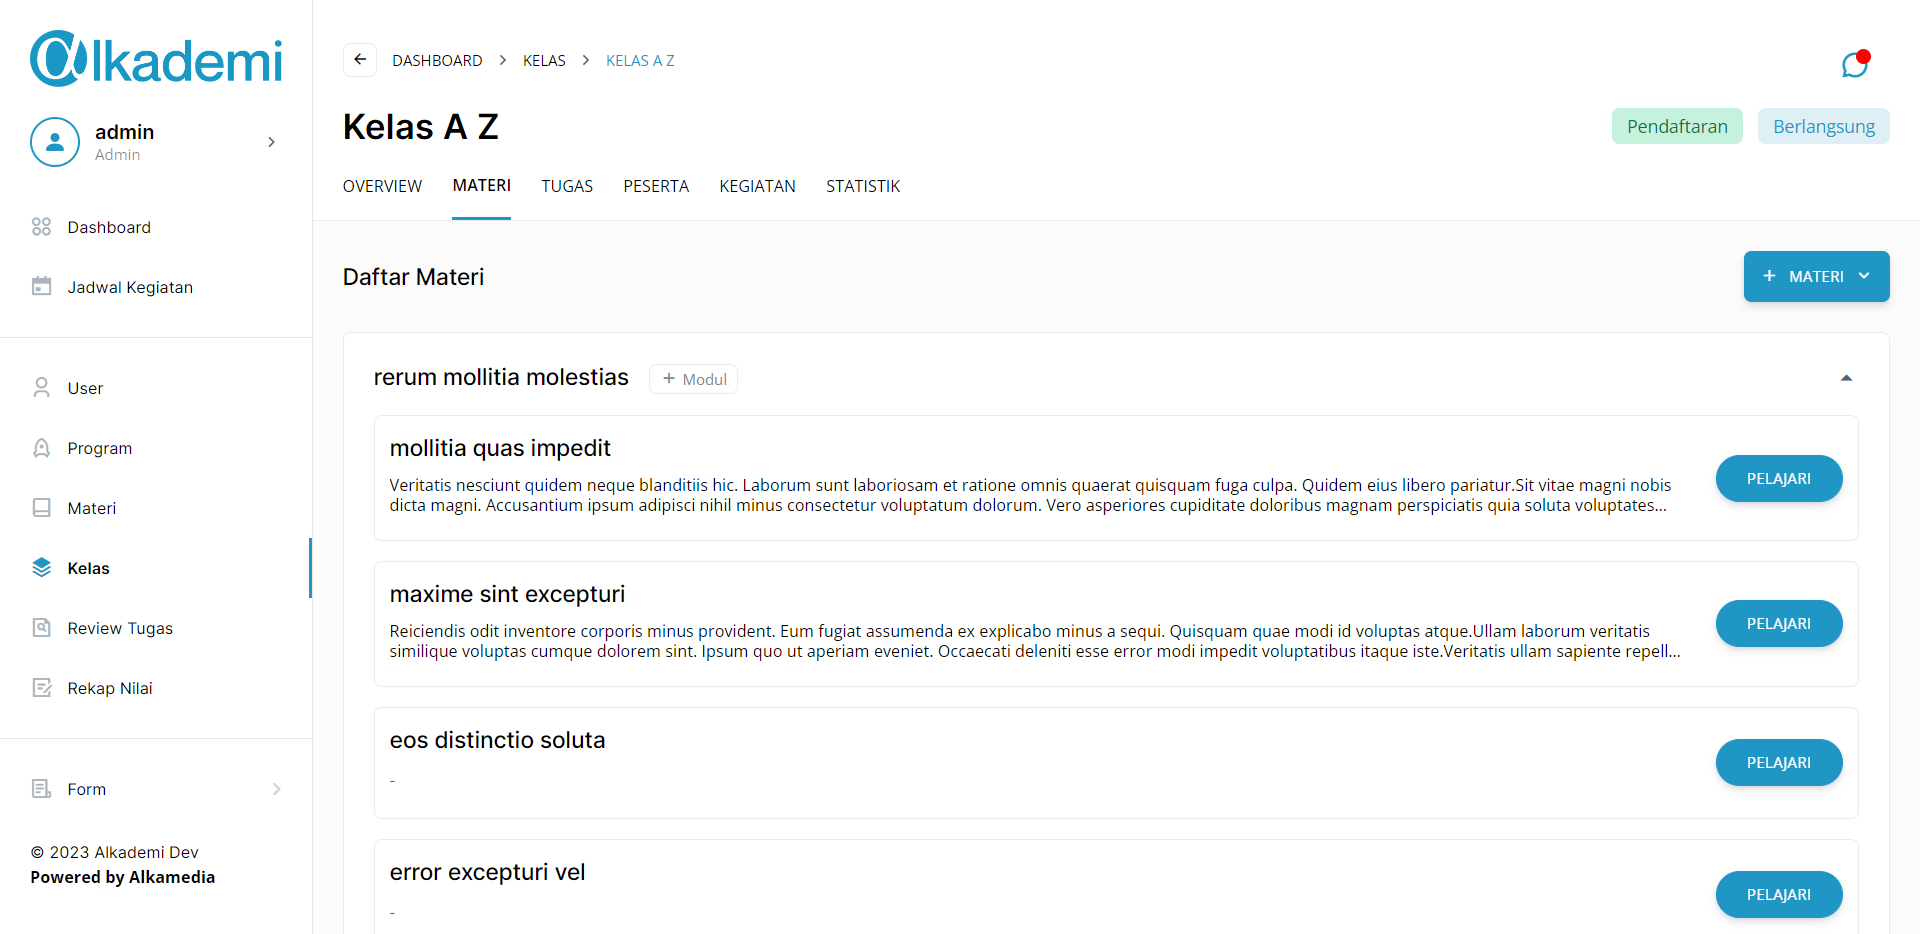 @lkademi
admin
Admin
Dashboard
Jadwal Kegiatan
User
Program
Materi
Kelas
Review Tugas
Rekap Nilai
Form
© 2023 Alkademi Dev
Powered by Alkamedia
DASHBOARD > KELAS > KELAS A Z
Kelas A Z
Pendaftaran
Berlangsung
OVERVIEW MATERI TUGAS PESERTA KEGIATAN STATISTIK
Daftar Materi
+ MATERI
rerum mollitia molestias
+ Modul
mollitia quas impedit
Veritatis nesciunt quidem neque blanditiis hic. Laborum sunt laboriosam et ratione omnis quaerat quisquam fuga culpa. Quidem eius libero pariatur.Sit vitae magni nobis
dicta magni. Accusantium ipsum adipisci nihil minus consectetur voluptatum dolorum. Vero asperiores cupiditate doloribus magnam perspiciatis quia soluta voluptates...
PELAJARI
maxime sint excepturi
Reiciendis odit inventore corporis minus provident. Eum fugiat assumenda ex explicabo minus a sequi. Quisquam quae modi id voluptas atque.Ullam laborum veritatis
similique voluptas cumque dolorem sint. Ipsum quo ut aperiam eveniet. Occaecati deleniti esse error modi impedit voluptatibus itaque iste.Veritatis ullam sapiente repell...
PELAJARI
eos distinctio soluta
-
PELAJARI
error excepturi vel
-
PELAJARI